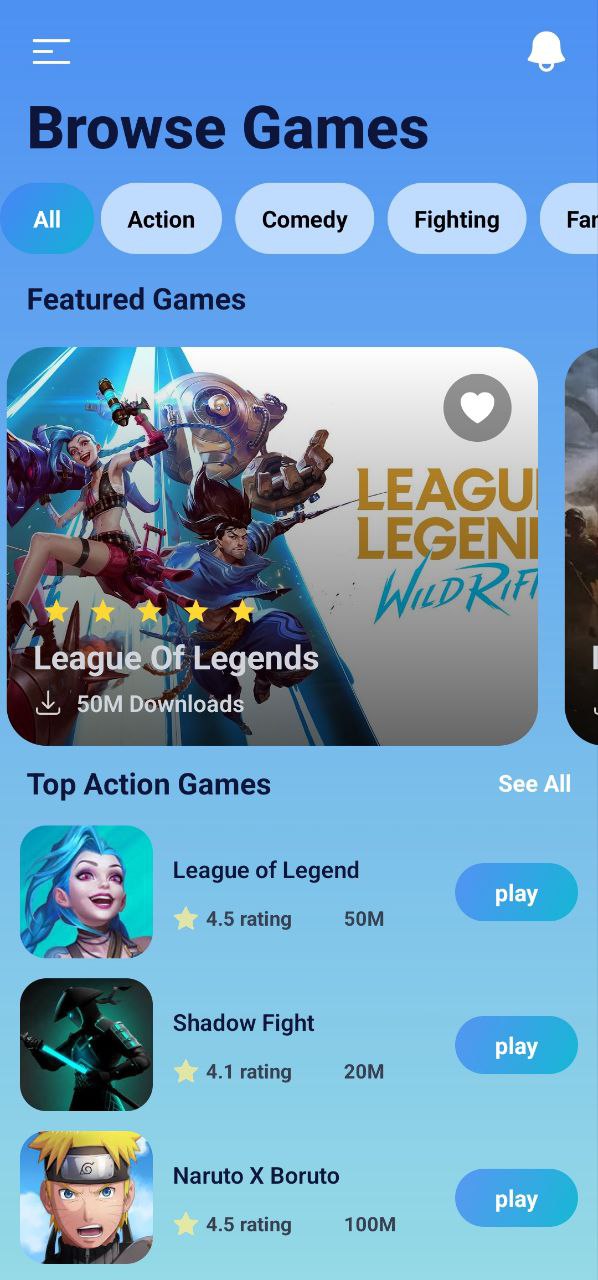 Browse Games
All
Action
Comedy
Fighting
Featured Games
LEAGU
LEGEN
WILD RIF
League Of Legends
50M Downloads
Top Action Games
See All
League of Legend
4.5 rating
50M
play
Shadow Fight
4.1 rating
20M
play
Naruto X Boruto
4.5 rating
100M
play